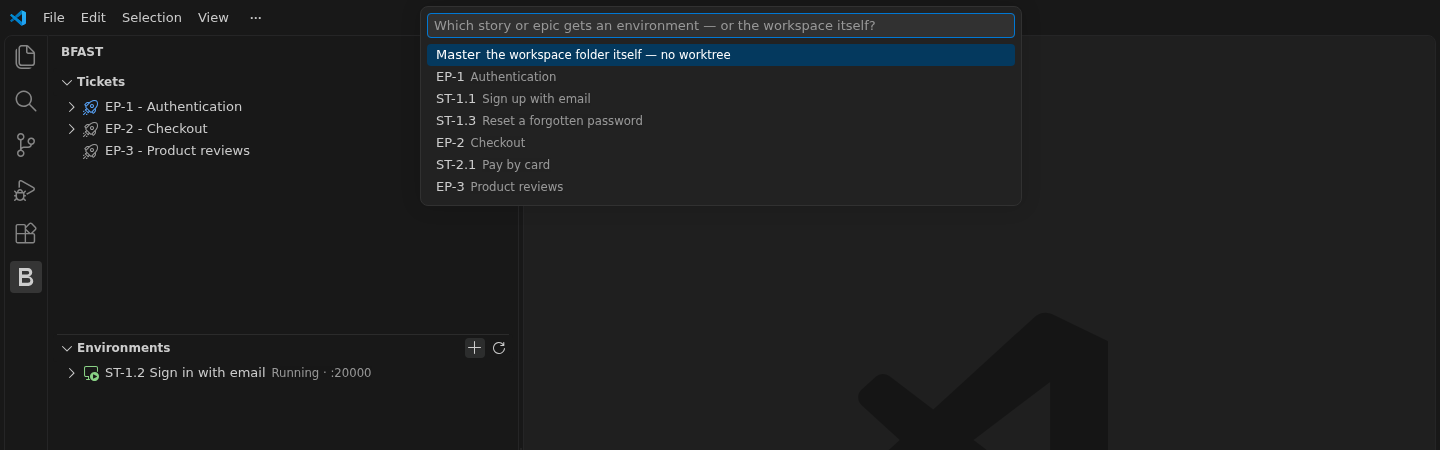 File Edit Selection View ···
Which story or epic gets an environment — or the workspace itself?
Master the workspace folder itself — no worktree
EP-1 Authentication
ST-1.1 Sign up with email
ST-1.3 Reset a forgotten password
EP-2 Checkout
ST-2.1 Pay by card
EP-3 Product reviews
BFAST
Tickets
EP-1 - Authentication
EP-2 - Checkout
EP-3 - Product reviews
B
Environments
ST-1.2 Sign in with email Running · :20000